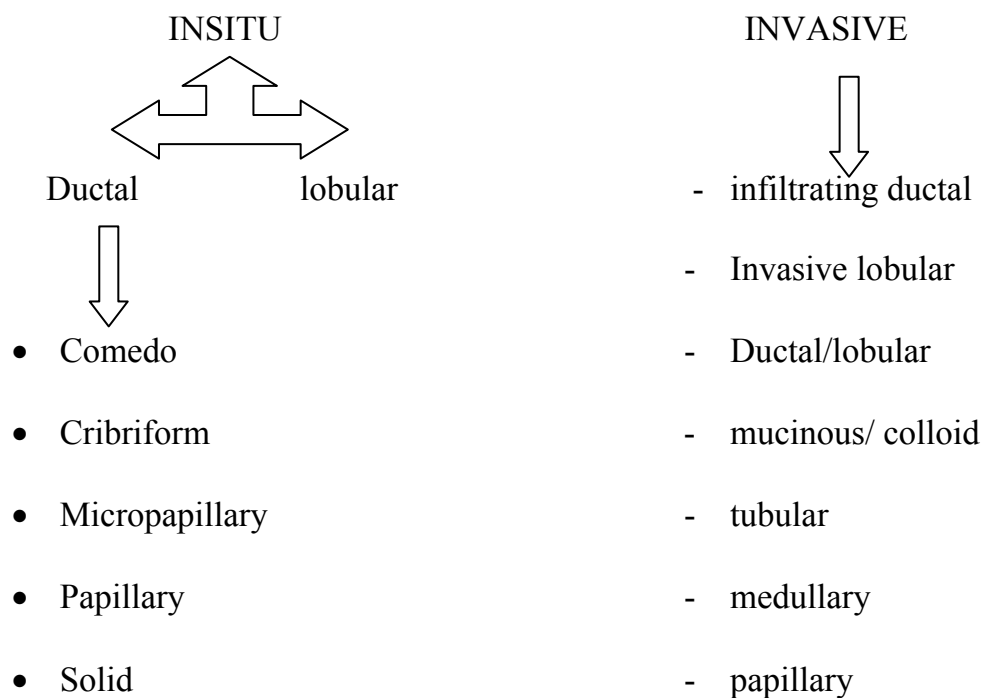 INSITU INVASIVE
Ductal lobular - infiltrating ductal
- Invasive lobular
• Comedo - Ductal/lobular
• Cribriform - mucinous/ colloid
• Micropapillary - tubular
• Papillary - medullary
• Solid - papillary